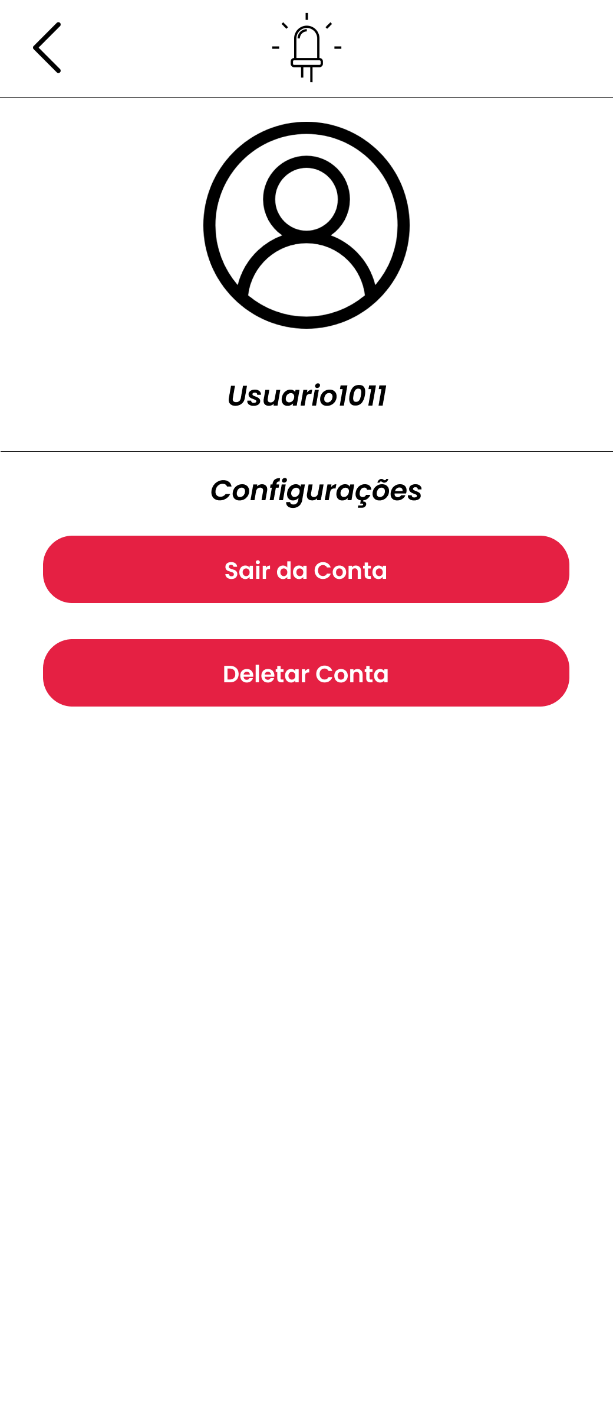 Usuario1011
Configurações
Sair da Conta
Deletar Conta